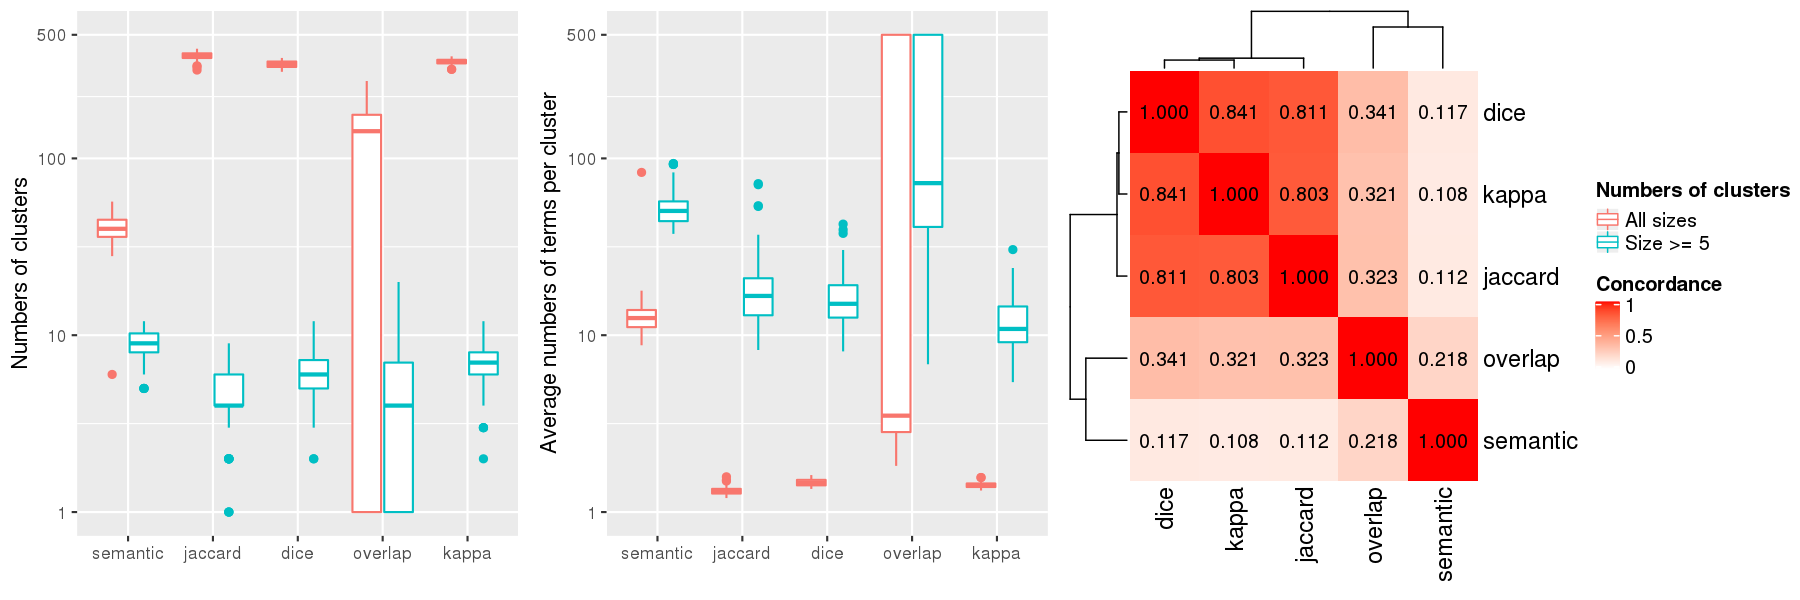 Numbers of clusters
500
100
10
1
semantic jaccard dice overlap kappa
Average numbers of terms per cluster
500
100
10
1
semantic jaccard dice overlap kappa
1.000 0.841 0.811 0.341 0.117 dice
0.841 1.000 0.803 0.321 0.108 kappa
0.811 0.803 1.000 0.323 0.112 jaccard
0.341 0.321 0.323 1.000 0.218 overlap
0.117 0.108 0.112 0.218 1.000 semantic
dice kappa jaccard overlap semantic
Numbers of clusters
All sizes
Size >= 5
Concordance
1
0.5
0